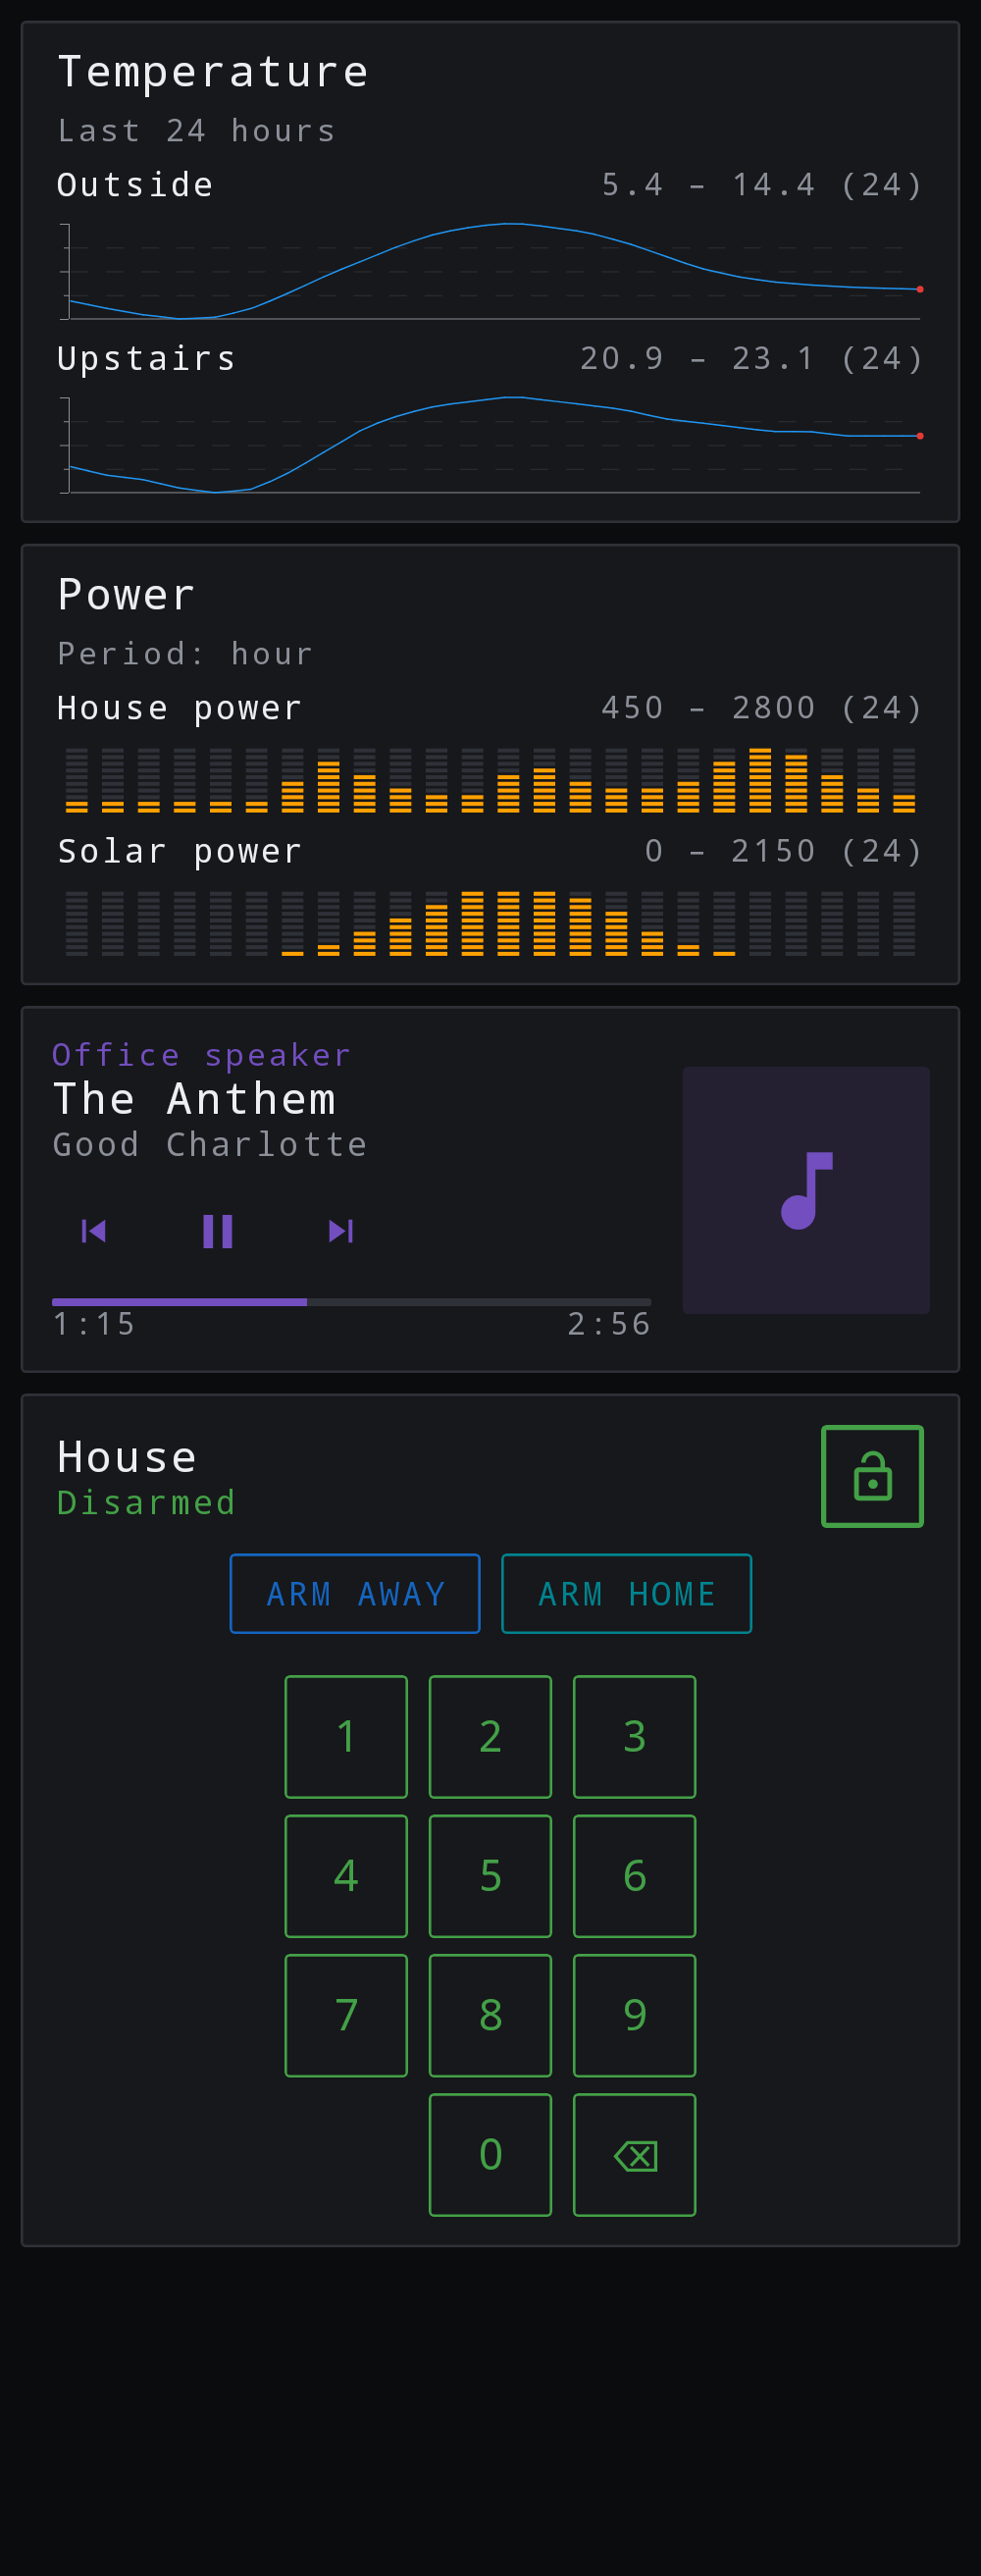 Temperature
Last 24 hours
Outside 5.4 – 14.4 (24)
Upstairs 20.9 – 23.1 (24)
Power
Period: hour
House power 450 – 2800 (24)
Solar power 0 – 2150 (24)
Office speaker
The Anthem
Good Charlotte
1:15 2:56
House
Disarmed
ARM AWAY ARM HOME
1 2 3
4 5 6
7 8 9
0